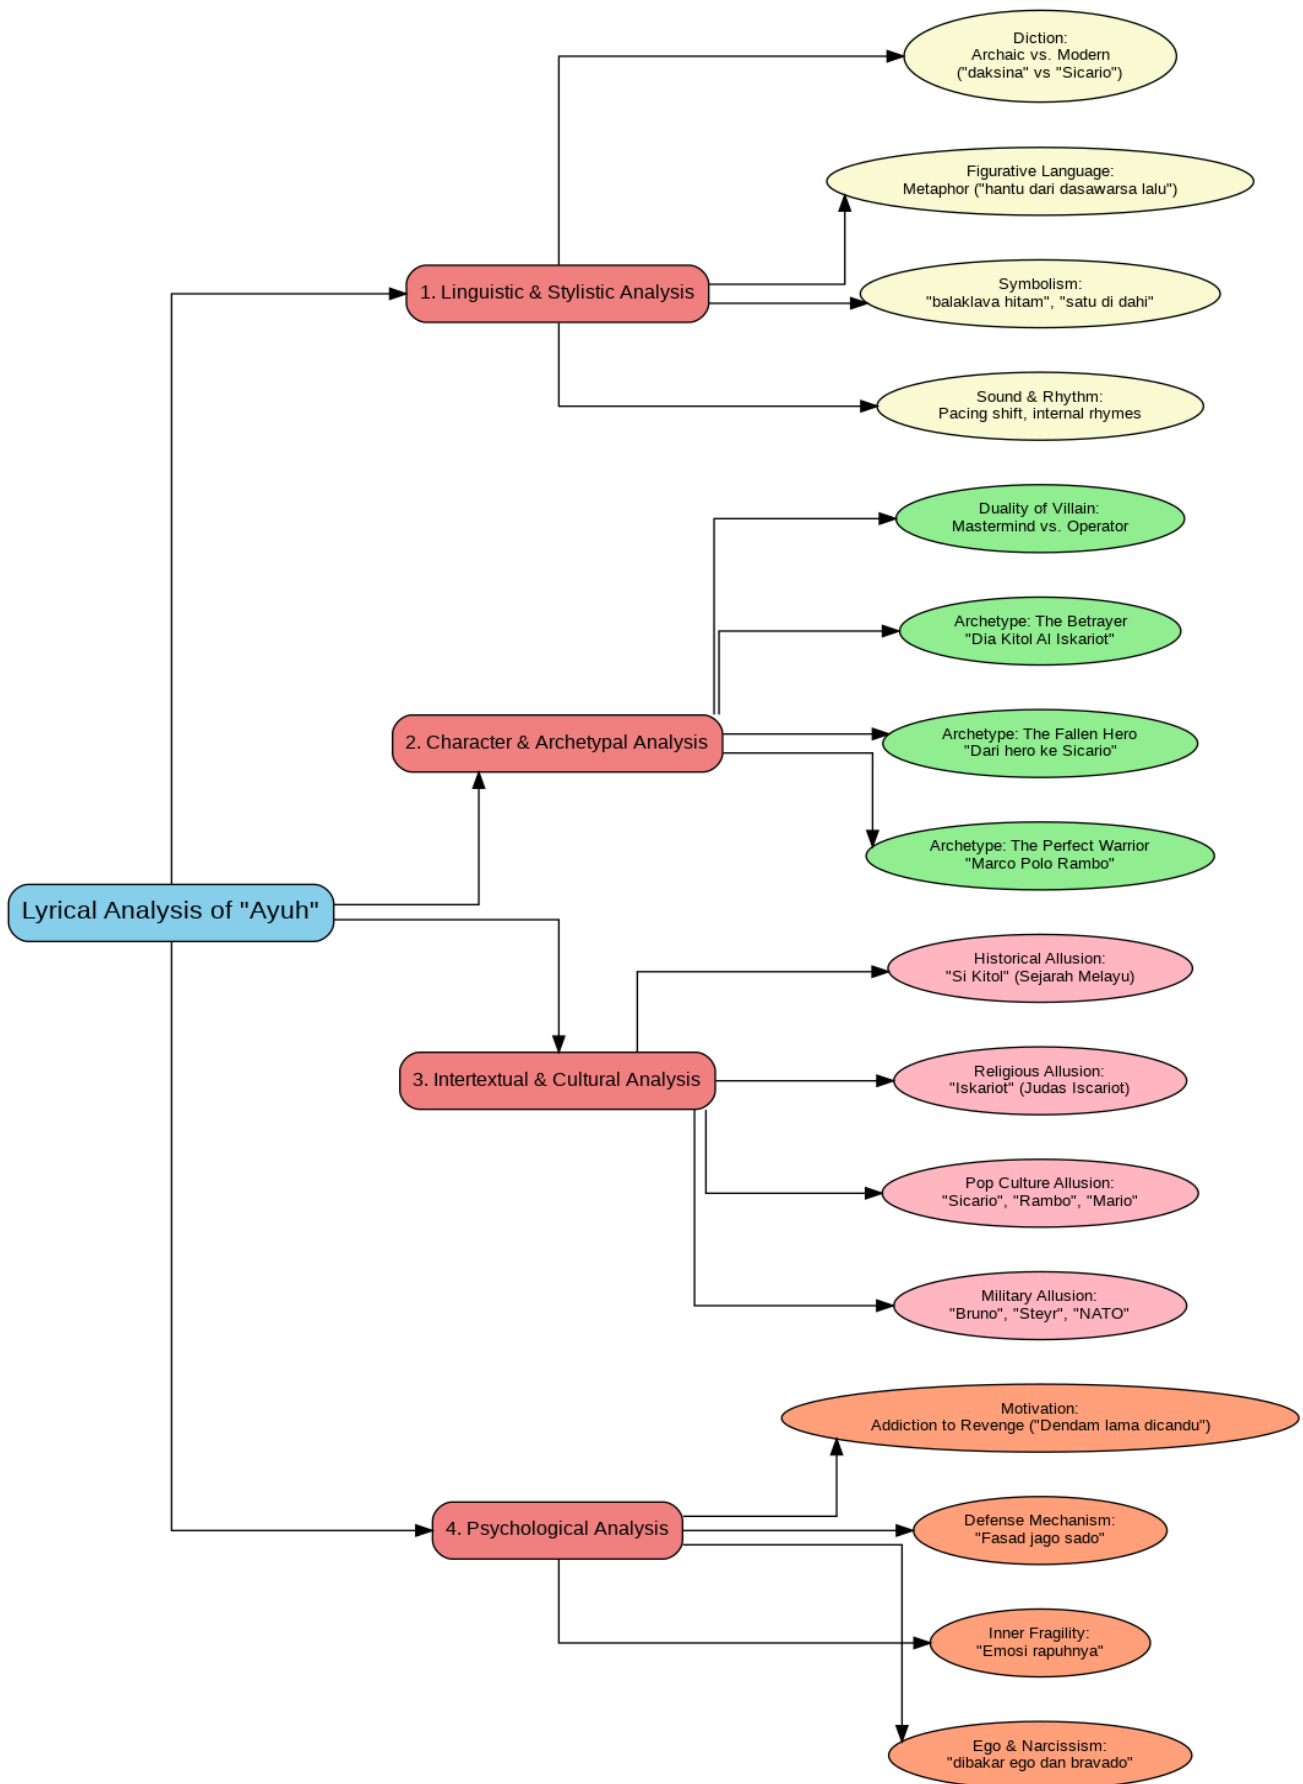 Lyrical Analysis of "Ayuh"
1. Linguistic & Stylistic Analysis
Diction:
Archaic vs. Modern
("daksina" vs "Sicario")
Figurative Language:
Metaphor ("hantu dari dasawarsa lalu")
Symbolism:
"balaklava hitam", "satu di dahi"
Sound & Rhythm:
Pacing shift, internal rhymes
2. Character & Archetypal Analysis
Duality of Villain:
Mastermind vs. Operator
Archetype: The Betrayer
"Dia Kitol Al Iskariot"
Archetype: The Fallen Hero
"Dari hero ke Sicario"
Archetype: The Perfect Warrior
"Marco Polo Rambo"
3. Intertextual & Cultural Analysis
Historical Allusion:
"Si Kitol" (Sejarah Melayu)
Religious Allusion:
"Iskariot" (Judas Iscariot)
Pop Culture Allusion:
"Sicario", "Rambo", "Mario"
Military Allusion:
"Bruno", "Steyr", "NATO"
4. Psychological Analysis
Motivation:
Addiction to Revenge ("Dendam lama dicandu")
Defense Mechanism:
"Fasad jago sado"
Inner Fragility:
"Emosi rapuhnya"
Ego & Narcissism:
"dibakar ego dan bravado"